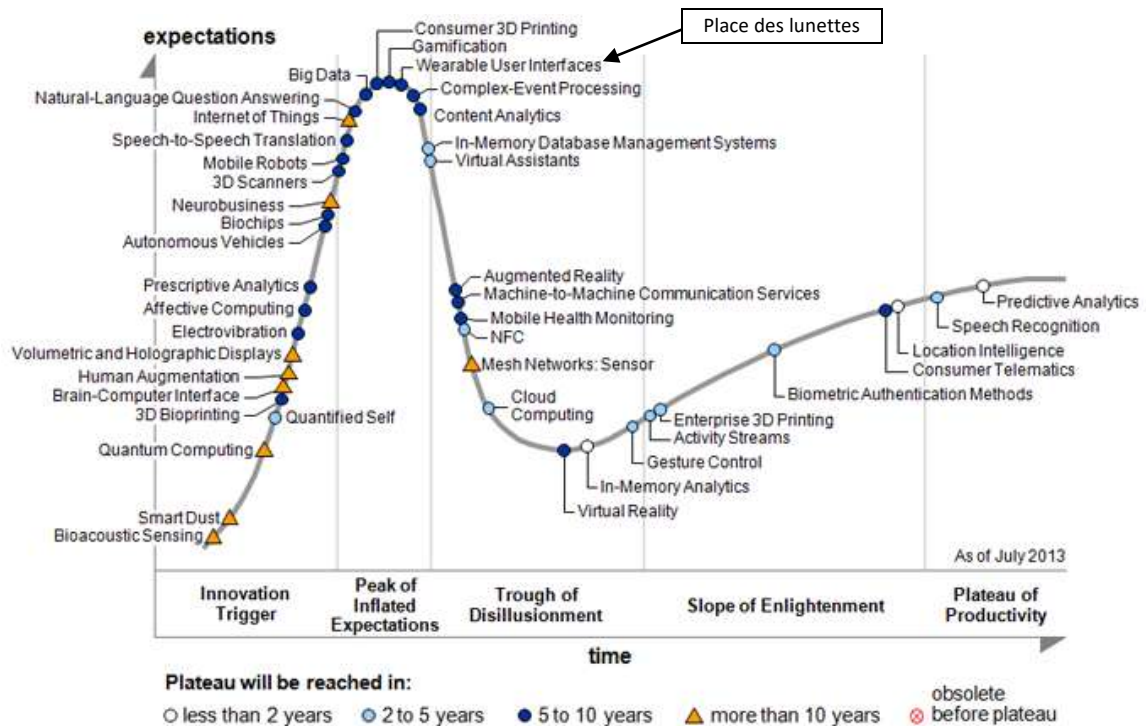 expectations
Place des lunettes
Consumer 3D Printing
Gamification
Wearable User Interfaces
Big Data
Complex-Event Processing
Natural-Language Question Answering
Internet of Things
Content Analytics
Speech-to-Speech Translation
In-Memory Database Management Systems
Mobile Robots
Virtual Assistants
3D Scanners
Neurobusiness
Biochips
Autonomous Vehicles
Prescriptive Analytics
Augmented Reality
Machine-to-Machine Communication Services
Affective Computing
Mobile Health Monitoring
Electrovibration
NFC
Volumetric and Holographic Displays
Mesh Networks: Sensor
Human Augmentation
Brain-Computer Interface
3D Bioprinting
Quantified Self
Cloud
Computing
Quantum Computing
Smart Dust
Bioacoustic Sensing
Predictive Analytics
Speech Recognition
Location Intelligence
Consumer Telematics
Biometric Authentication Methods
Enterprise 3D Printing
Activity Streams
Gesture Control
In-Memory Analytics
Virtual Reality
As of July 2013
Innovation
Trigger
Peak of
Inflated
Expectations
Trough of
Disillusionment
Slope of Enlightenment
Plateau of
Productivity
time
Plateau will be reached in:
less than 2 years
2 to 5 years
5 to 10 years
more than 10 years
obsolete
before plateau